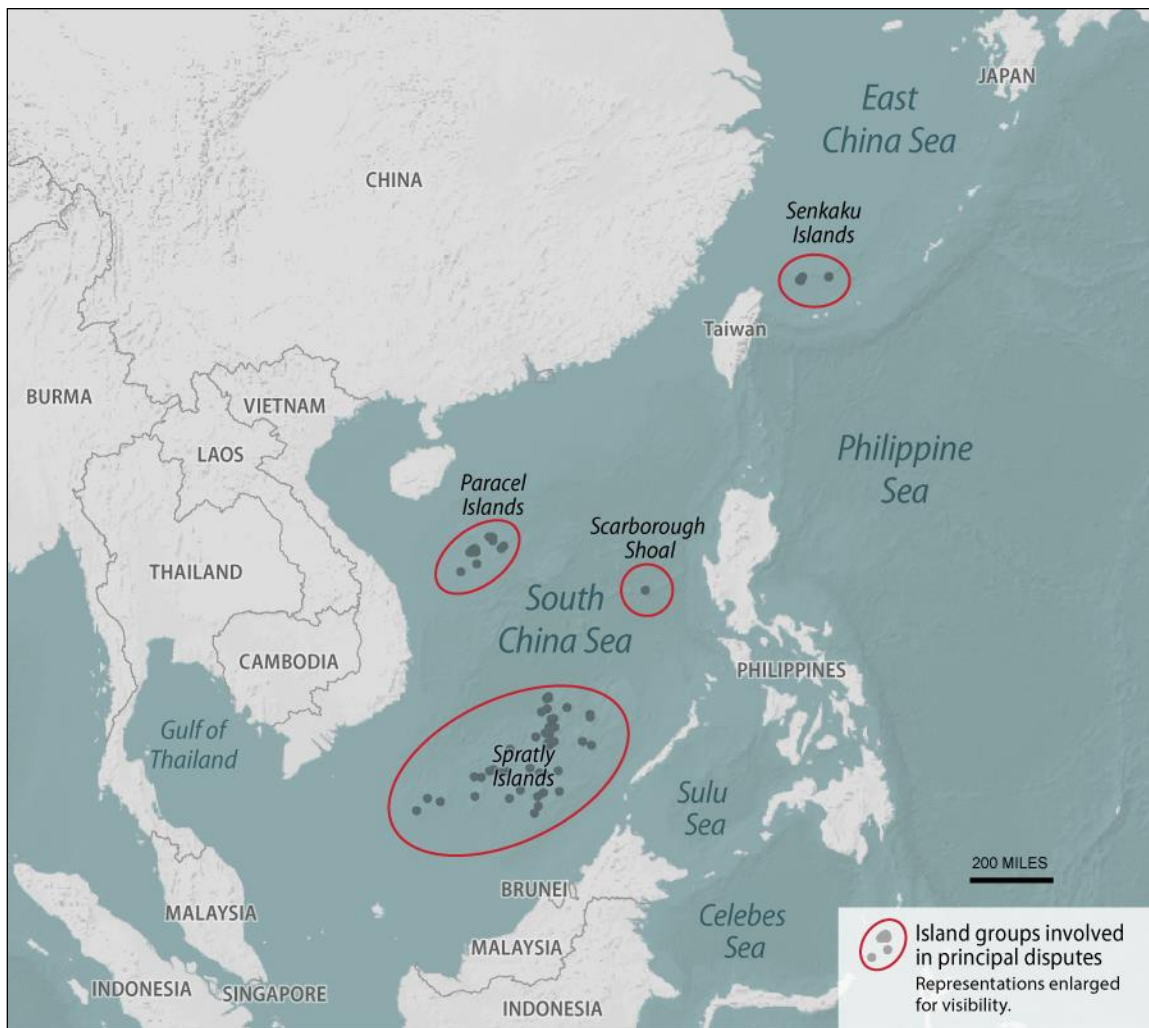 JAPAN
East
China Sea
CHINA
Senkaku
Islands
Taiwan
BURMA
VIETNAM
LAOS
Philippine
Sea
Paracel
Islands
Scarborough
Shoal
THAILAND
South
China Sea
CAMBODIA
PHILIPPINES
Gulf of
Thailand
Spratly
Islands
Sulu
Sea
200 MILES
BRUNEI
MALAYSIA
Celebes
Sea
MALAYSIA
INDONESIA
SINGAPORE
INDONESIA
Island groups involved
in principal disputes
Representations enlarged
for visibility.